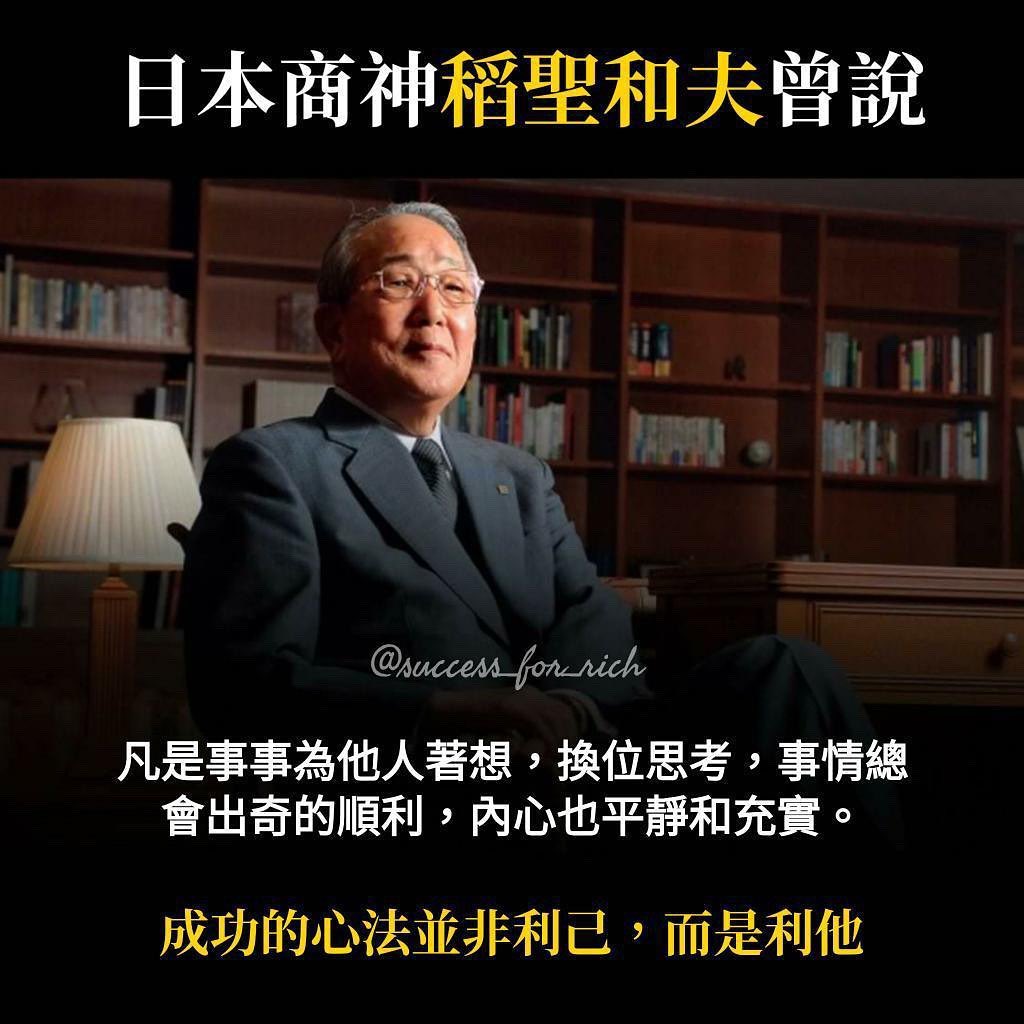 日本商神稻聖和夫曾說
@success_for_rich
凡是事事為他人著想，換位思考，事情總
會出奇的順利，內心也平靜和充實。
成功的心法並非利己，而是利他